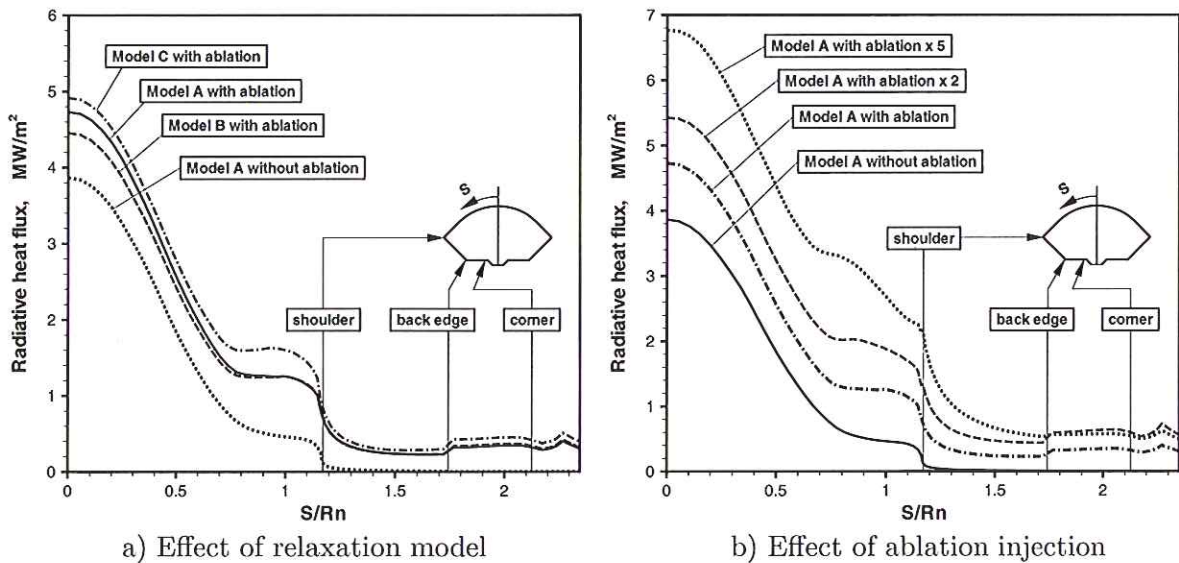 6
5
4
3
2
1
0
Radiative heat flux, MW/m²
Model C with ablation
Model A with ablation
Model B with ablation
Model A without ablation
S
shoulder
back edge
corner
0
0.5
1
1.5
2
S/Rn
a) Effect of relaxation model
7
6
5
4
3
2
1
0
Radiative heat flux, MW/m²
Model A with ablation x 5
Model A with ablation x 2
Model A with ablation
Model A without ablation
S
shoulder
back edge
corner
0
0.5
1
1.5
2
S/Rn
b) Effect of ablation injection